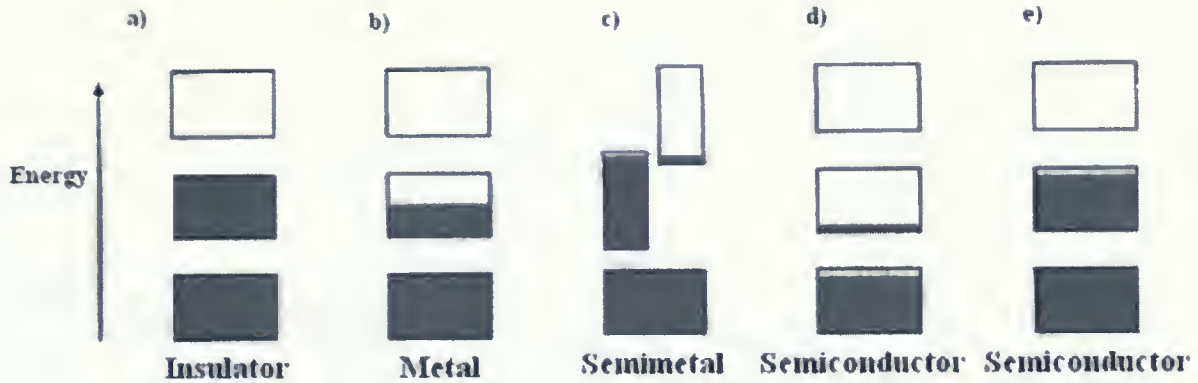 a) b) c) d) e)
Energy
Insulator Metal Semimetal Semiconductor Semiconductor